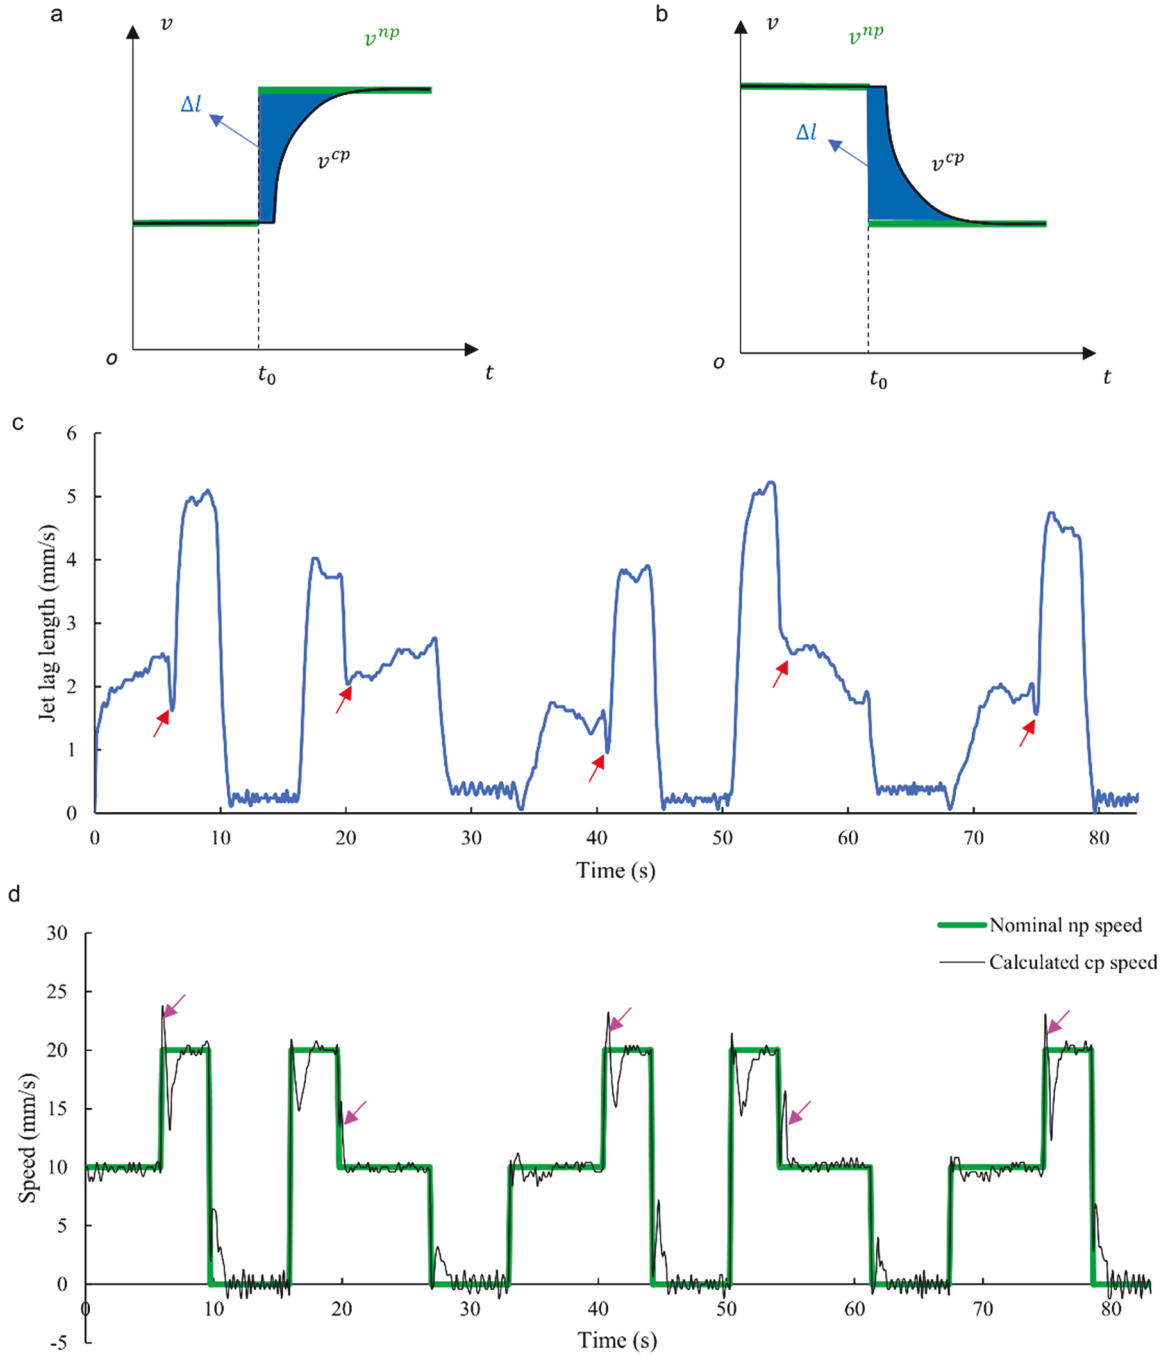 a
v
v^{np}
Δl
v^{cp}
o
t_0
t
b
v
v^{np}
Δl
v^{cp}
o
t_0
t
c
6
5
4
3
2
1
0
Jet lag length (mm/s)
0 10 20 30 40 50 60 70 80
Time (s)
d
Nominal np speed
Calculated cp speed
30
25
20
15
10
5
0
-5
Speed (mm/s)
0 10 20 30 40 50 60 70 80
Time (s)